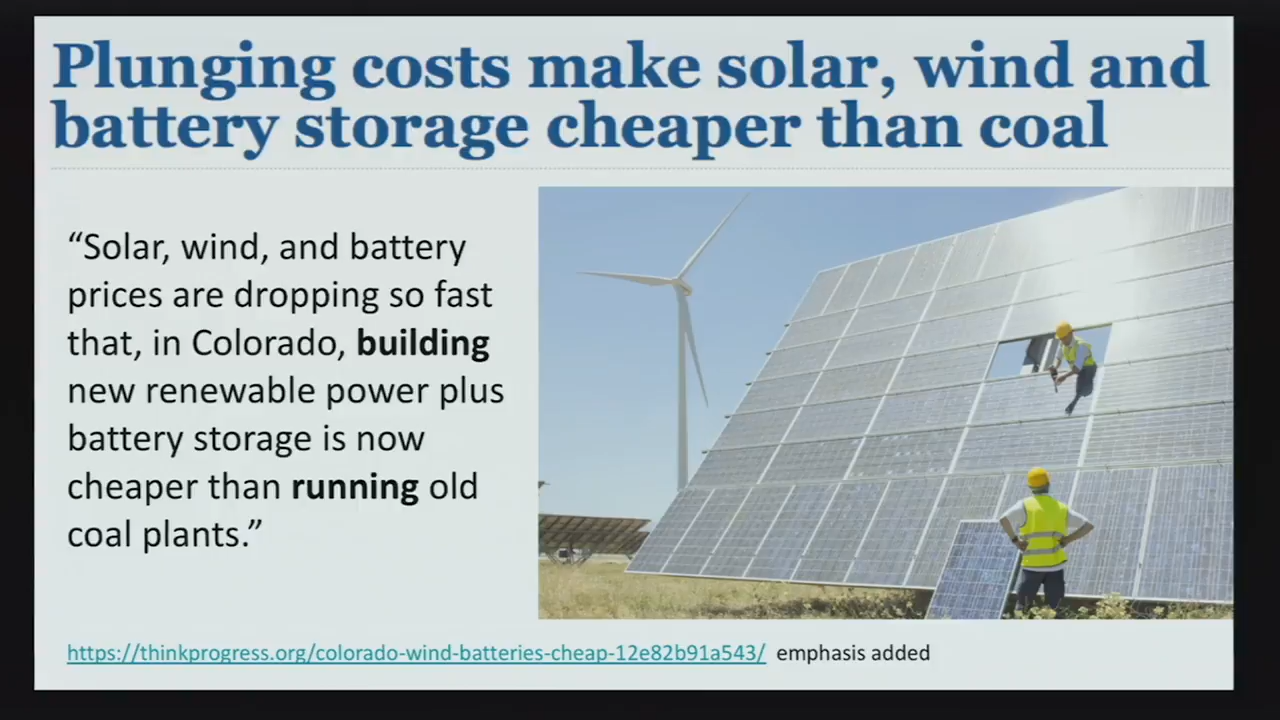 Plunging costs make solar, wind and
battery storage cheaper than coal
“Solar, wind, and battery
prices are dropping so fast
that, in Colorado, building
new renewable power plus
battery storage is now
cheaper than running old
coal plants.”
https://thinkprogress.org/colorado-wind-batteries-cheap-12e82b91a543/ emphasis added